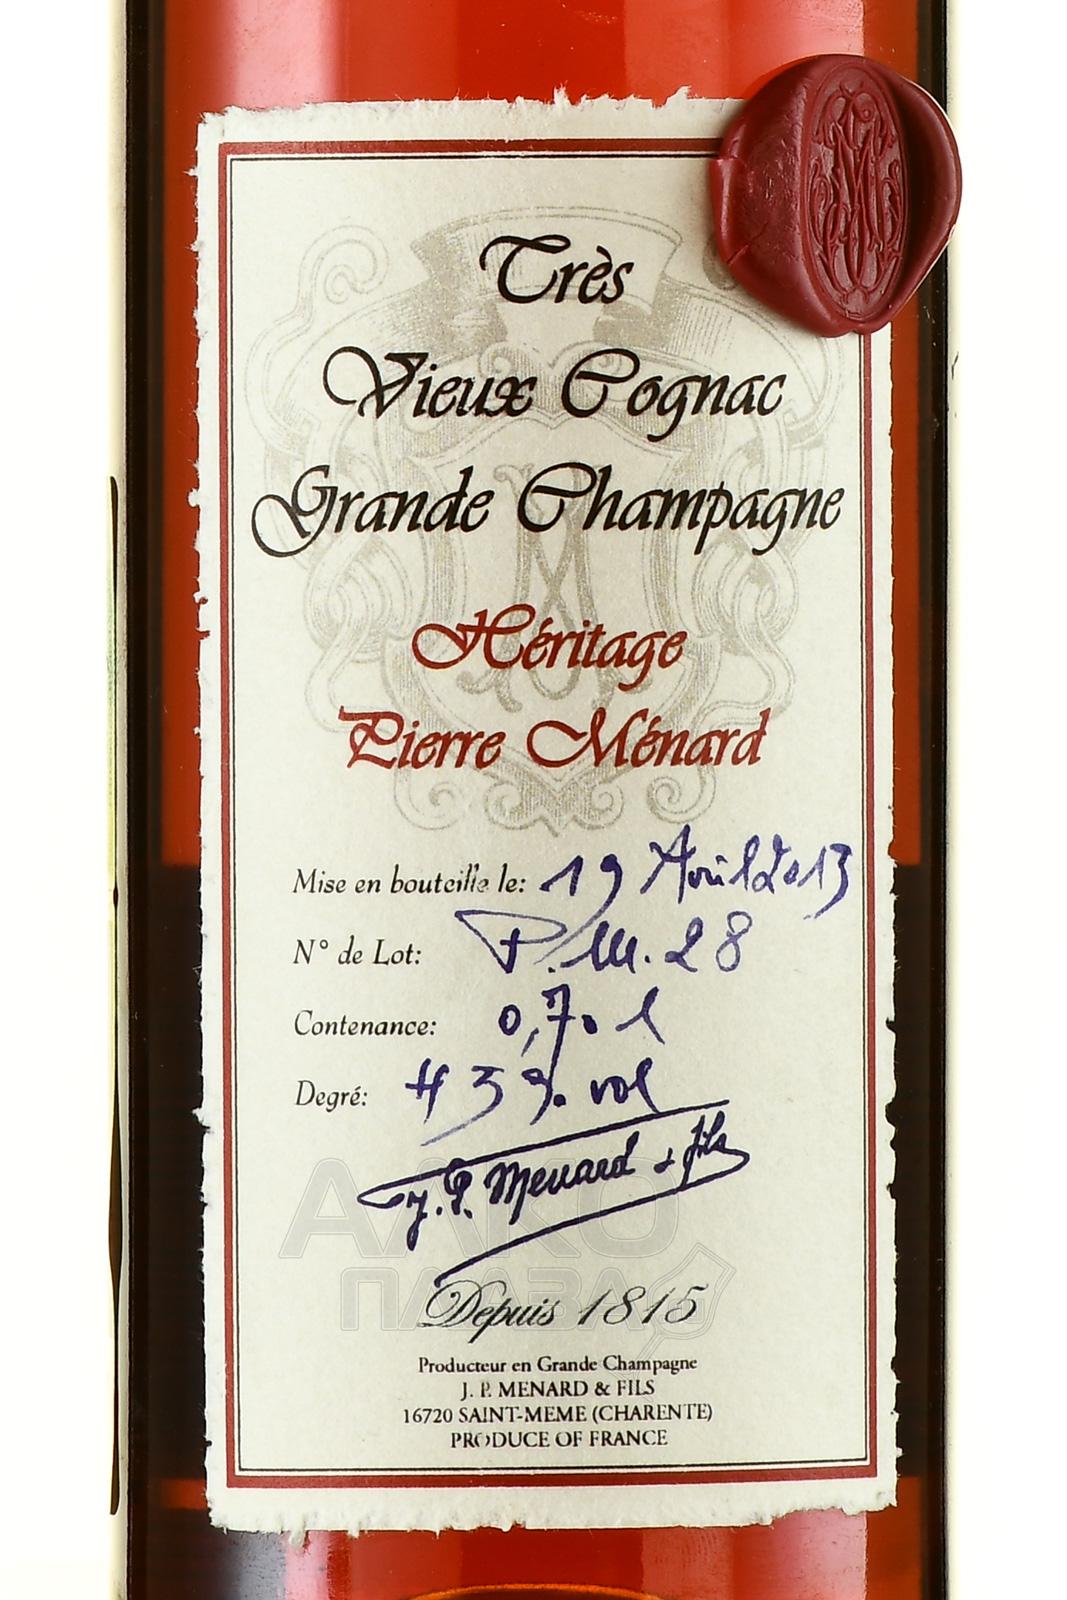 Très
Vieux Cognac
Grande Champagne
Héritage
Pierre Ménard
Mise en bouteille le: 19 Avril 2013
N° de Lot: P.M. 28
Contenance: 0,70 l
Degré: 43 %. vol
J. P. Menard & fils
АЛКО
ПЛАЗА
Depuis 1815
Producteur en Grande Champagne
J. P. MENARD & FILS
16720 SAINT-MEME (CHARENTE)
PRODUCE OF FRANCE